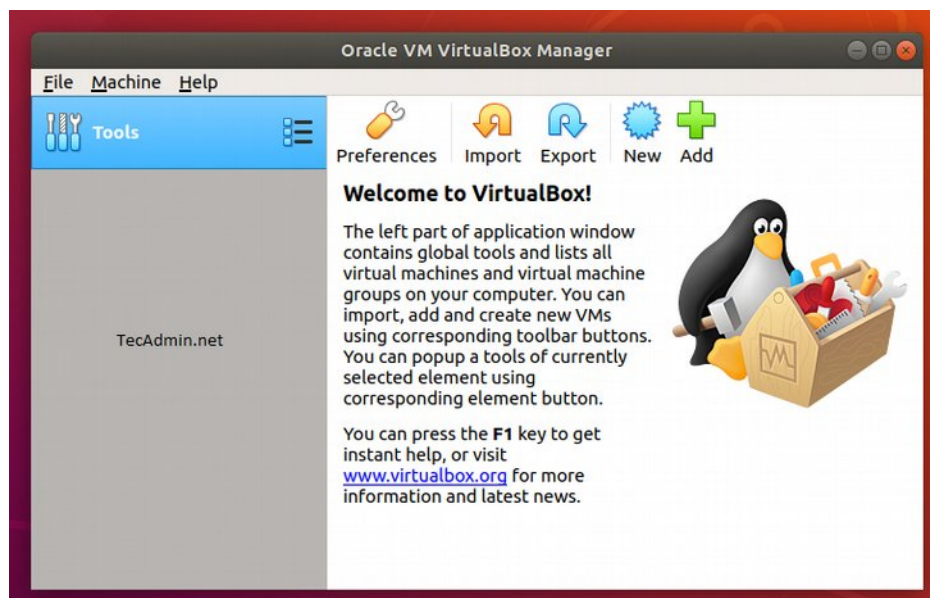 Oracle VM VirtualBox Manager
File Machine Help
Tools
Preferences Import Export New Add
Welcome to VirtualBox!
The left part of application window
contains global tools and lists all
virtual machines and virtual machine
groups on your computer. You can
import, add and create new VMs
using corresponding toolbar buttons.
You can popup a tools of currently
selected element using
corresponding element button.
You can press the F1 key to get
instant help, or visit
www.virtualbox.org for more
information and latest news.
TecAdmin.net